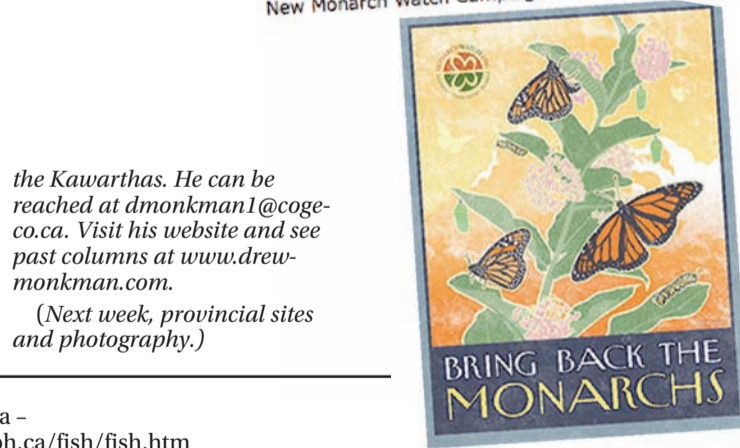 New Monarch Watch
the Kawarthas. He can be
reached at dmonkman1@coge-
co.ca. Visit his website and see
past columns at www.drew-
monkman.com.
(Next week, provincial sites
and photography.)
a –
ph.ca/fish/fish.htm
BRING BACK THE
MONARCHS